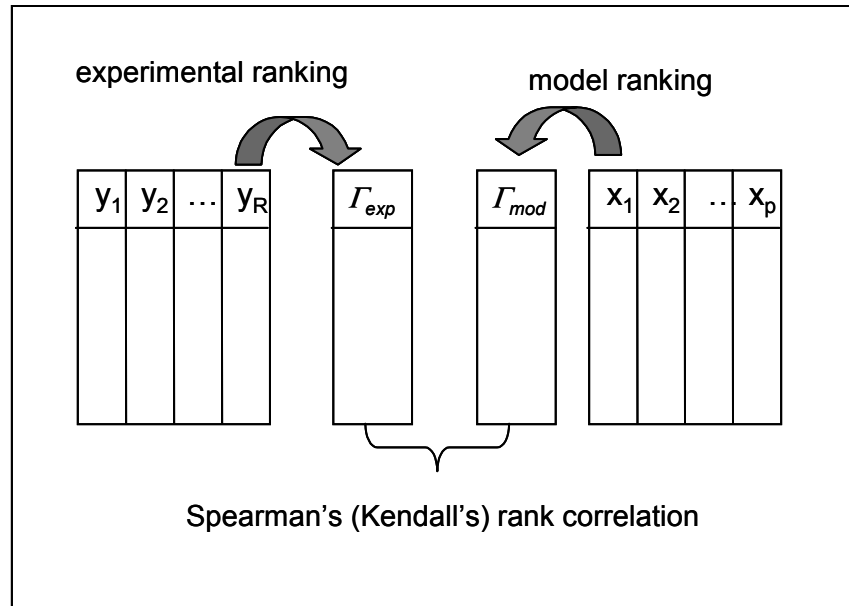 experimental ranking
model ranking
y1 y2 … yR
Γexp
Γmod
x1 x2 … xp
Spearman's (Kendall's) rank correlation